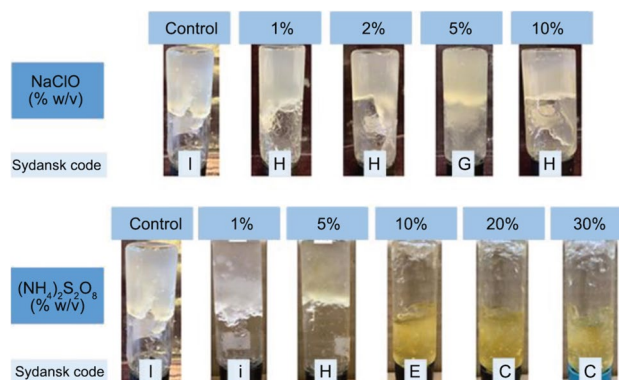 Control 1% 2% 5% 10%
NaClO
(% w/v)
Sydansk code I H H G H
Control 1% 5% 10% 20% 30%
(NH₄)₂S₂O₈
(% w/v)
Sydansk code I i H E C C